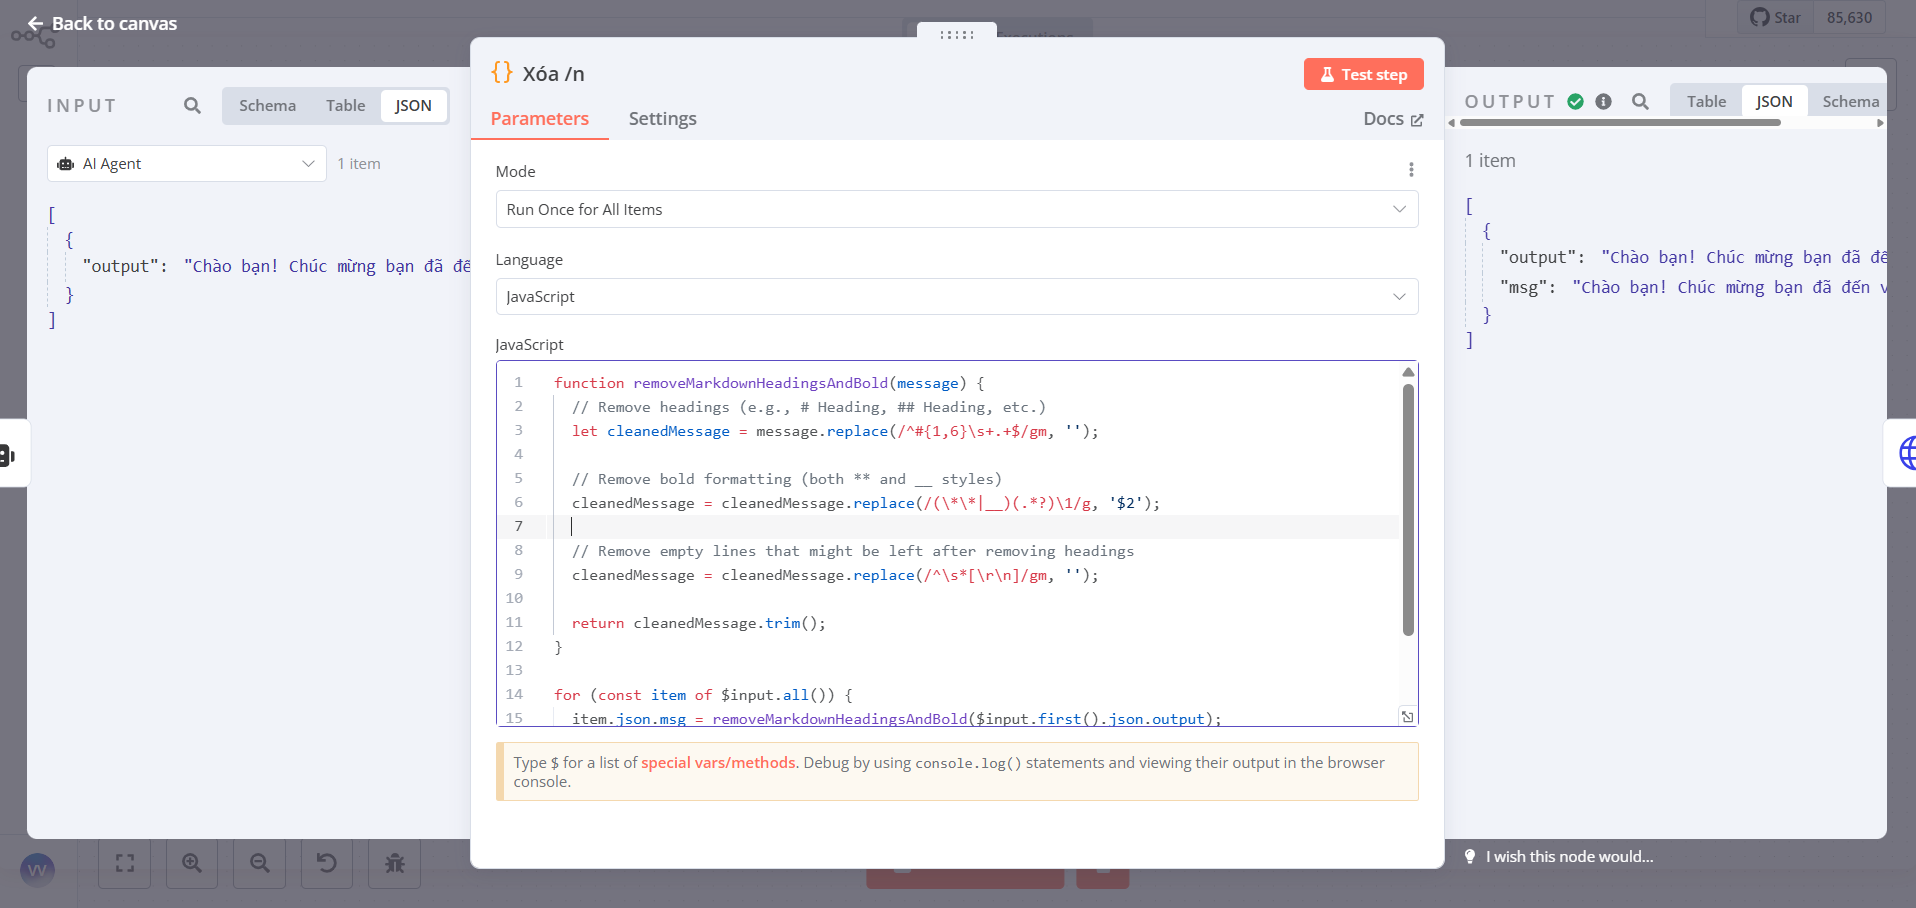 Back to canvas
Star 85,630
INPUT
Schema Table JSON
AI Agent
1 item
[
{
"output": "Chào bạn! Chúc mừng bạn đã đế
}
]
Xóa /n
Test step
Parameters Settings
Docs
Mode
Run Once for All Items
Language
JavaScript
JavaScript
1 function removeMarkdownHeadingsAndBold(message) {
2 // Remove headings (e.g., # Heading, ## Heading, etc.)
3 let cleanedMessage = message.replace(/^#{1,6}\s+.+$/gm, '');
4
5 // Remove bold formatting (both ** and __ styles)
6 cleanedMessage = cleanedMessage.replace(/(\*\*|__)(.*?)\1/g, '$2');
7
8 // Remove empty lines that might be left after removing headings
9 cleanedMessage = cleanedMessage.replace(/^\s*[\r\n]/gm, '');
10
11 return cleanedMessage.trim();
12 }
13
14 for (const item of $input.all()) {
15 item.json.msg = removeMarkdownHeadingsAndBold($input.first().json.output);
Type $ for a list of special vars/methods. Debug by using console.log() statements and viewing their output in the browser
console.
OUTPUT
Table JSON Schema
1 item
[
{
"output": "Chào bạn! Chúc mừng bạn đã đế
"msg": "Chào bạn! Chúc mừng bạn đã đến v
}
]
I wish this node would...